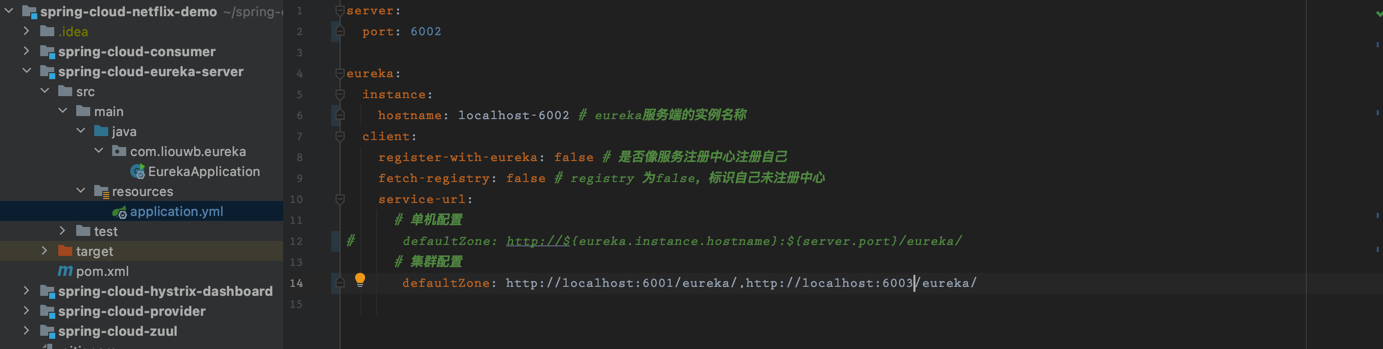 spring-cloud-netflix-demo ~/spring-c
.idea
spring-cloud-consumer
spring-cloud-eureka-server
src
main
java
com.liouwb.eureka
EurekaApplication
resources
application.yml
test
target
pom.xml
spring-cloud-hystrix-dashboard
spring-cloud-provider
spring-cloud-zuul
1 server:
2 port: 6002
3
4 eureka:
5 instance:
6 hostname: localhost-6002 # eureka服务端的实例名称
7 client:
8 register-with-eureka: false # 是否像服务注册中心注册自己
9 fetch-registry: false # registry 为false，标识自己未注册中心
10 service-url:
11 # 单机配置
12 # defaultZone: http://${eureka.instance.hostname}:${server.port}/eureka/
13 # 集群配置
14 defaultZone: http://localhost:6001/eureka/,http://localhost:6003/eureka/
15